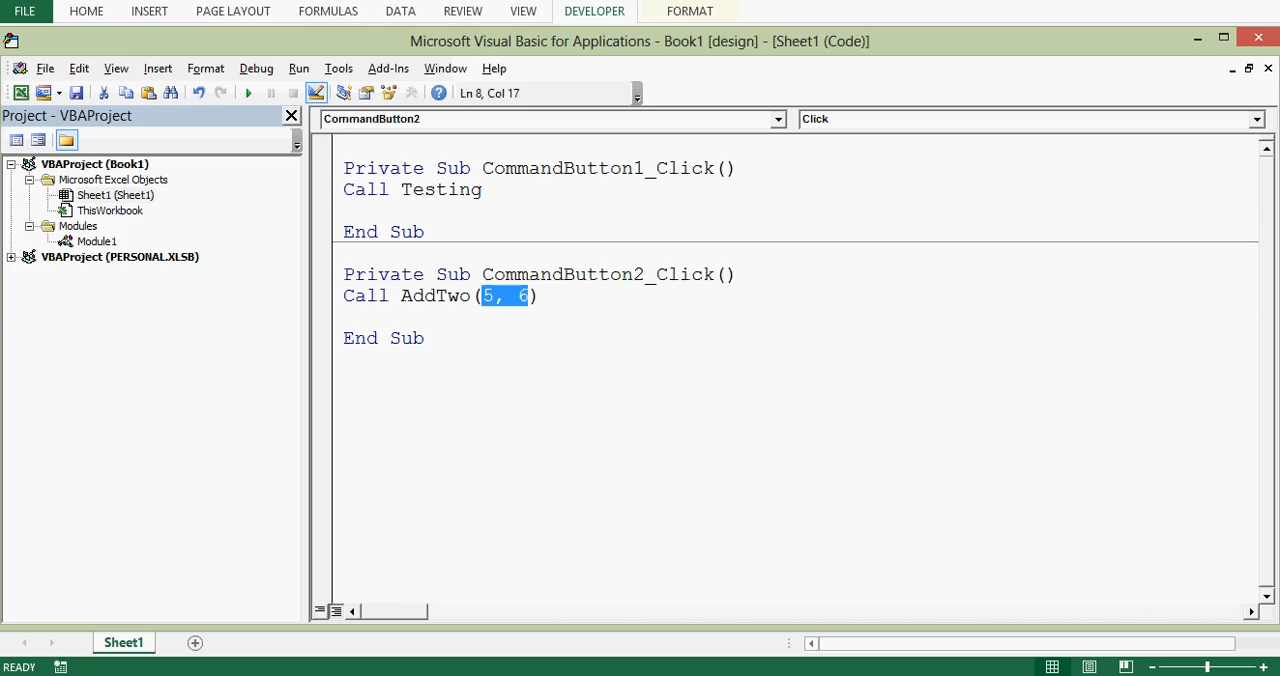 FILE HOME INSERT PAGE LAYOUT FORMULAS DATA REVIEW VIEW DEVELOPER FORMAT
Microsoft Visual Basic for Applications - Book1 [design] - [Sheet1 (Code)]
File Edit View Insert Format Debug Run Tools Add-Ins Window Help
Ln 8, Col 17
Project - VBAProject
CommandButton2 Click
VBAProject (Book1)
Microsoft Excel Objects
Sheet1 (Sheet1)
ThisWorkbook
Modules
Module1
VBAProject (PERSONAL.XLSB)
Private Sub CommandButton1_Click()
Call Testing
End Sub
Private Sub CommandButton2_Click()
Call AddTwo(5, 6)
End Sub
Sheet1
READY